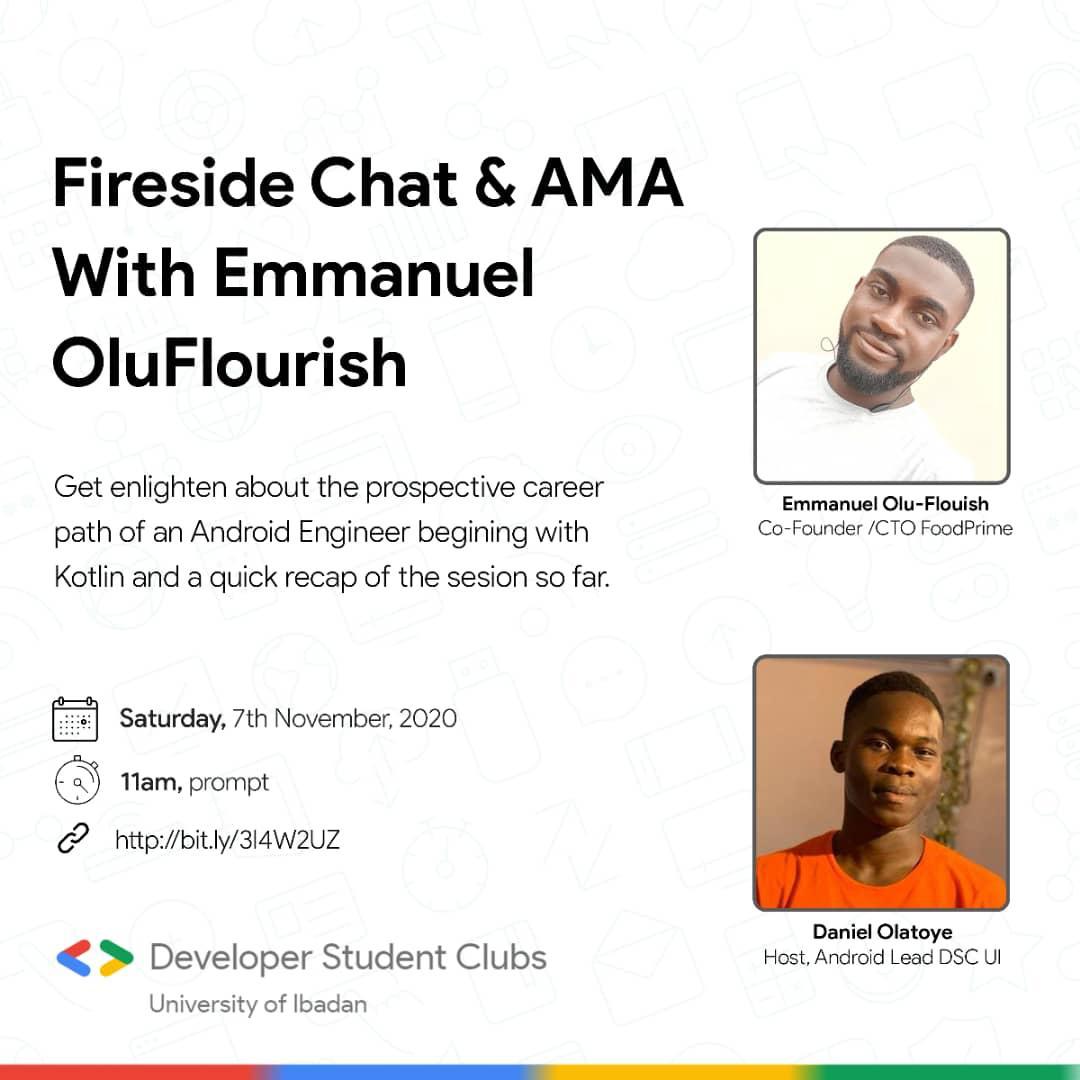 Fireside Chat & AMA
With Emmanuel
OluFlourish
Get enlighten about the prospective career
path of an Android Engineer begining with
Kotlin and a quick recap of the sesion so far.
Saturday, 7th November, 2020
11am, prompt
http://bit.ly/3I4W2UZ
Emmanuel Olu-Flouish
Co-Founder /CTO FoodPrime
Daniel Olatoye
Host, Android Lead DSC UI
Developer Student Clubs
University of Ibadan